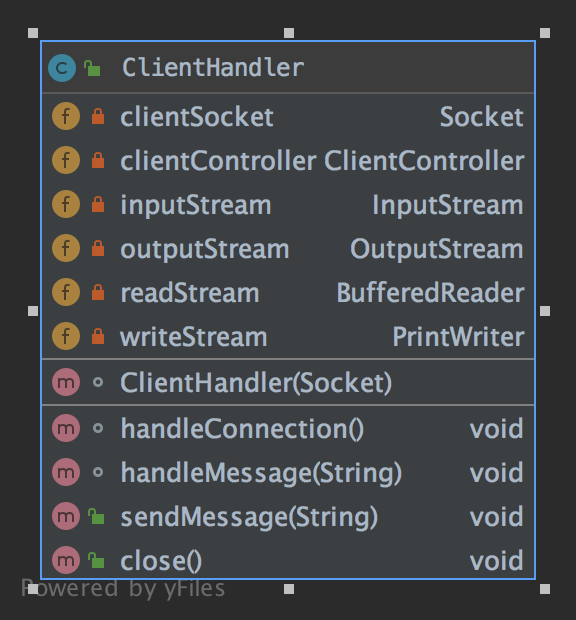 C ClientHandler
f clientSocket Socket
f clientController ClientController
f inputStream InputStream
f outputStream OutputStream
f readStream BufferedReader
f writeStream PrintWriter
m ClientHandler(Socket)
m handleConnection() void
m handleMessage(String) void
m sendMessage(String) void
m close() void
Powered by yFiles